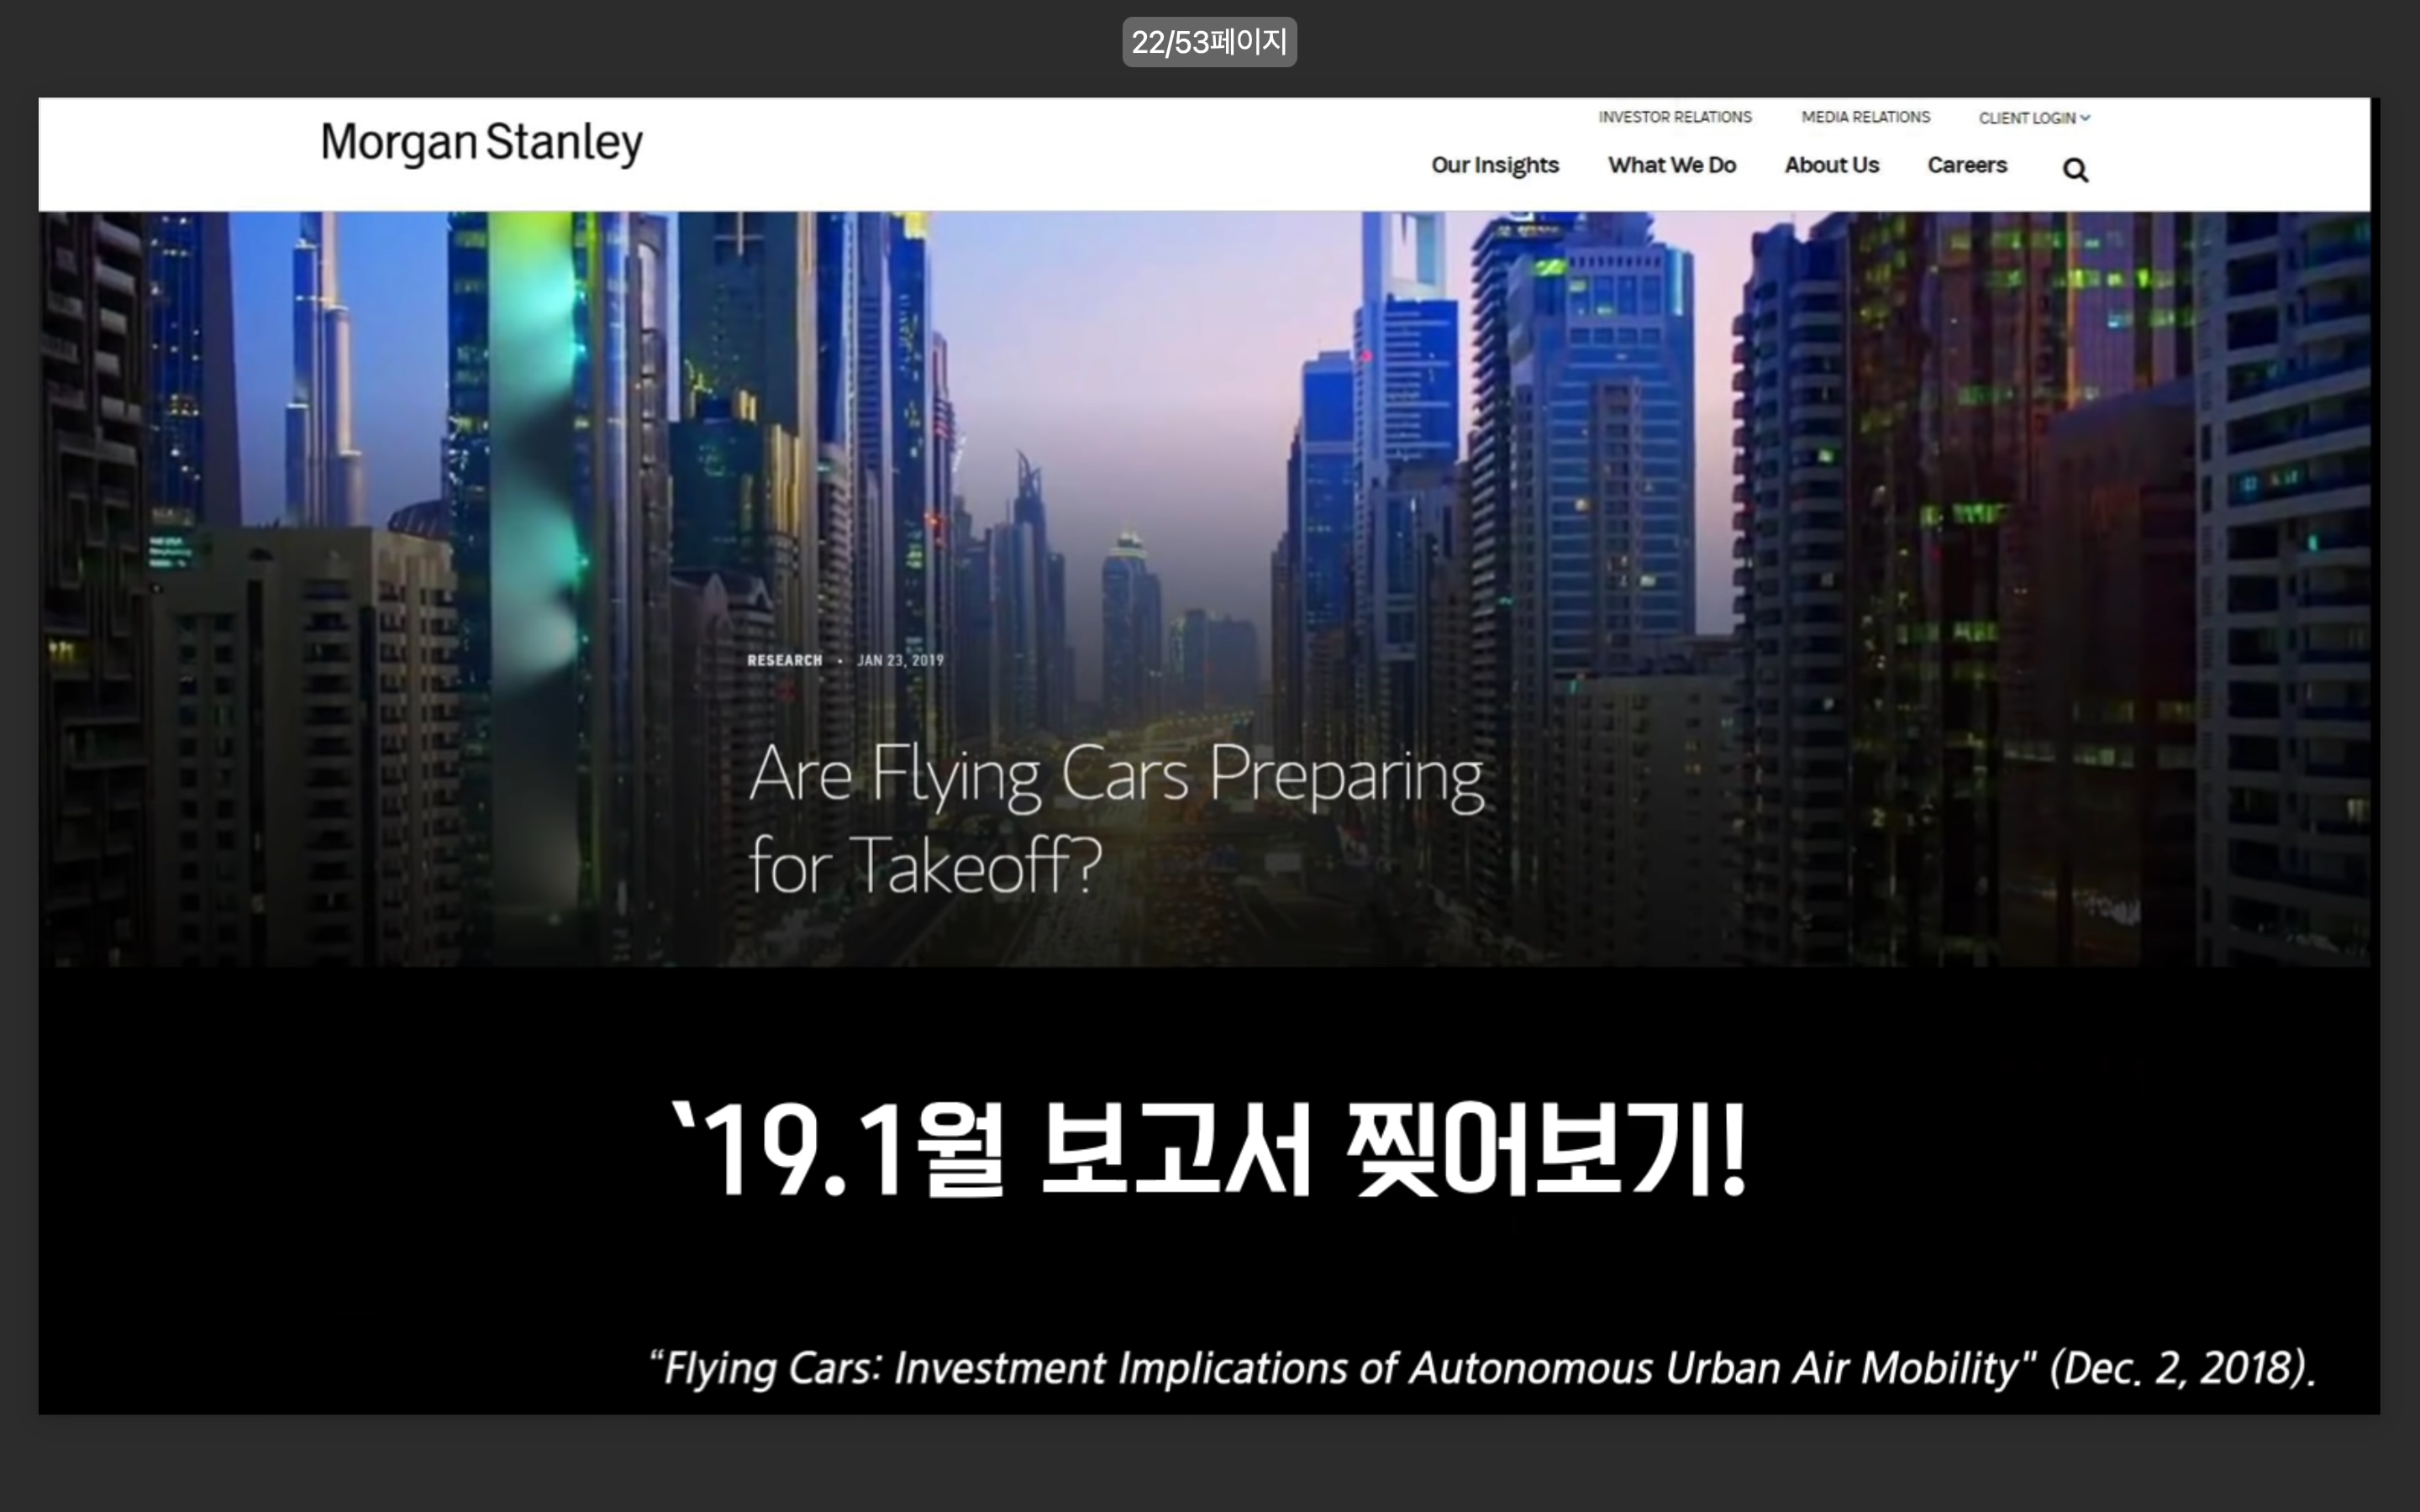 22/53페이지
Morgan Stanley
INVESTOR RELATIONS MEDIA RELATIONS CLIENT LOGIN
Our Insights What We Do About Us Careers
RESEARCH • JAN 23, 2019
Are Flying Cars Preparing
for Takeoff?
‵19.1월 보고서 찢어보기!
“Flying Cars: Investment Implications of Autonomous Urban Air Mobility" (Dec. 2, 2018).